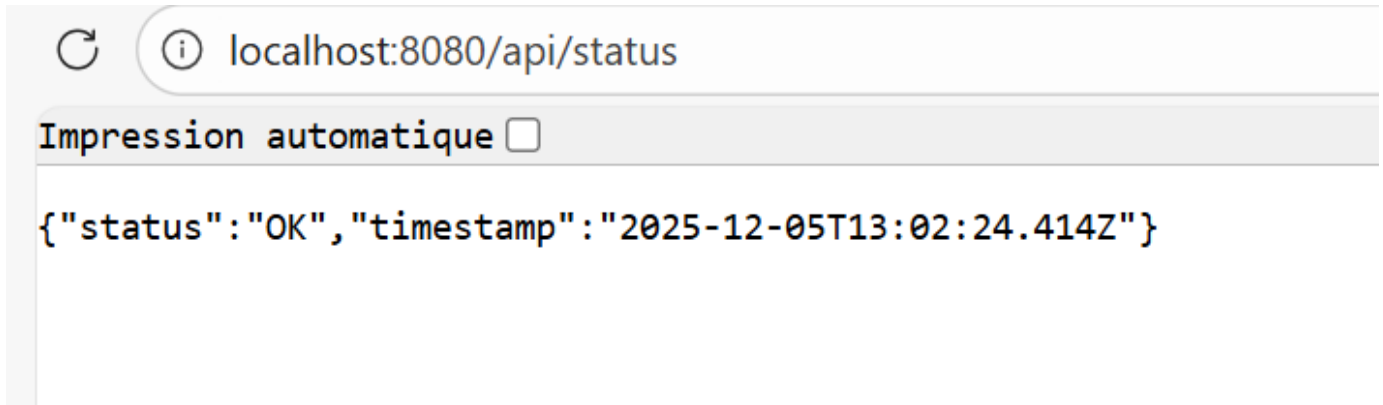 localhost:8080/api/status
Impression automatique
{"status":"OK","timestamp":"2025-12-05T13:02:24.414Z"}